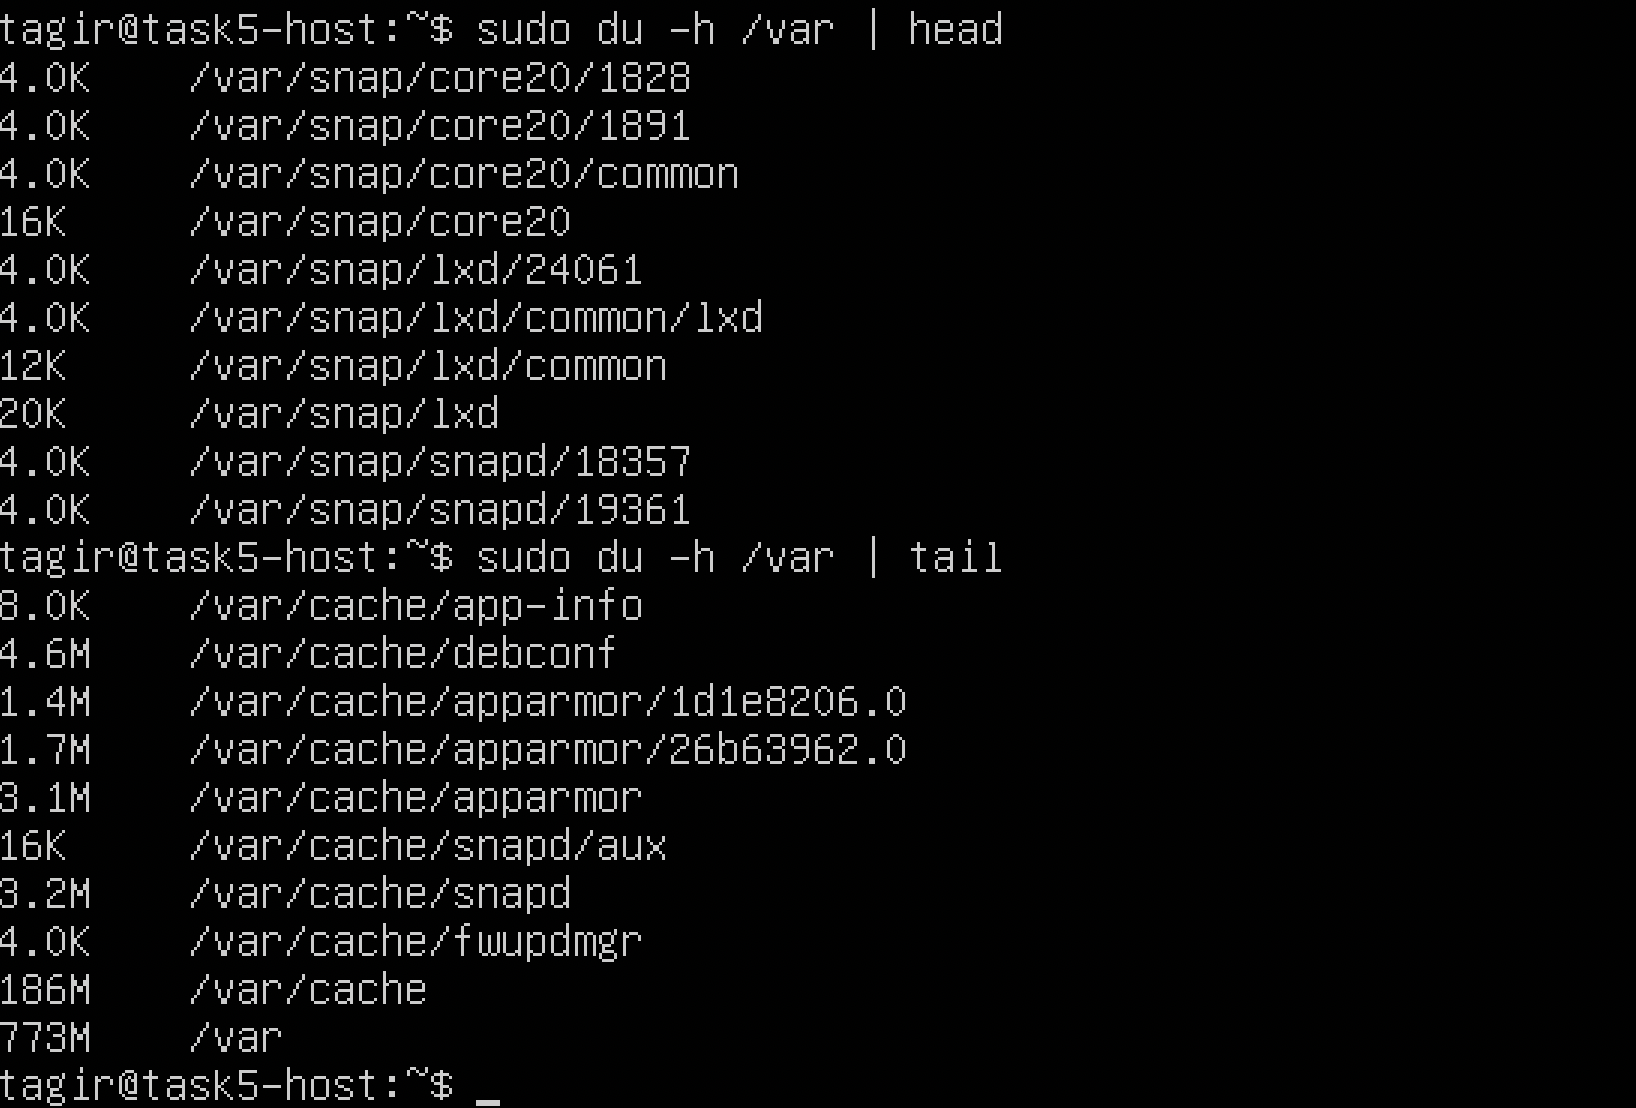 tagir@task5-host:~$ sudo du -h /var | head
4.0K    /var/snap/core20/1828
4.0K    /var/snap/core20/1891
4.0K    /var/snap/core20/common
16K     /var/snap/core20
4.0K    /var/snap/lxd/24061
4.0K    /var/snap/lxd/common/lxd
12K     /var/snap/lxd/common
20K     /var/snap/lxd
4.0K    /var/snap/snapd/18357
4.0K    /var/snap/snapd/19361
tagir@task5-host:~$ sudo du -h /var | tail
8.0K    /var/cache/app-info
4.6M    /var/cache/debconf
1.4M    /var/cache/apparmor/1d1e8206.0
1.7M    /var/cache/apparmor/26b63962.0
3.1M    /var/cache/apparmor
16K     /var/cache/snapd/aux
3.2M    /var/cache/snapd
4.0K    /var/cache/fwupdmgr
186M    /var/cache
773M    /var
tagir@task5-host:~$ _